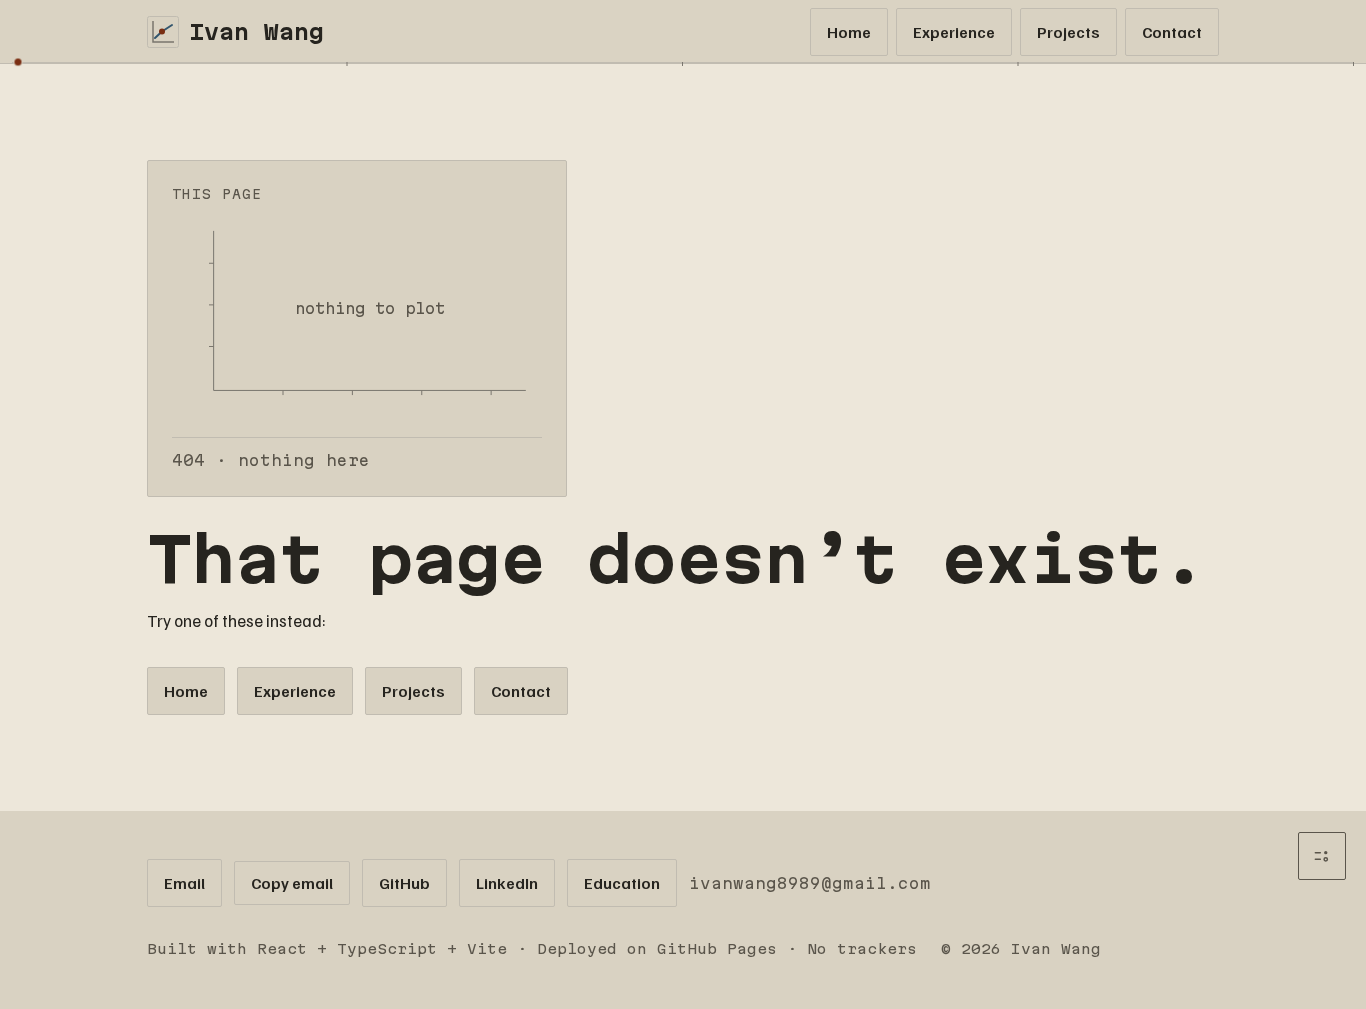 Ivan Wang
Home Experience Projects Contact
THIS PAGE
nothing to plot
404 · nothing here
That page doesn’t exist.
Try one of these instead:
Home Experience Projects Contact
Email Copy email GitHub LinkedIn Education ivanwang8989@gmail.com
Built with React + TypeScript + Vite · Deployed on GitHub Pages · No trackers © 2026 Ivan Wang